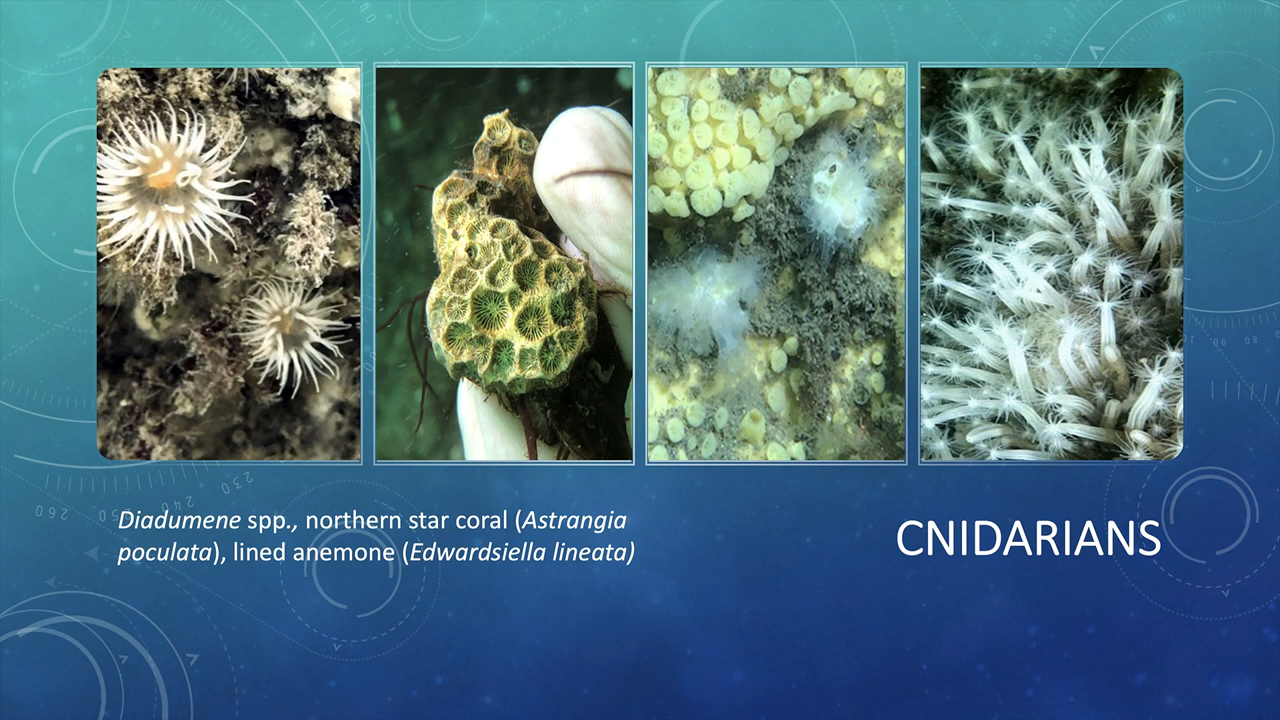 Diadumene spp., northern star coral (Astrangia
poculata), lined anemone (Edwardsiella lineata)
CNIDARIANS